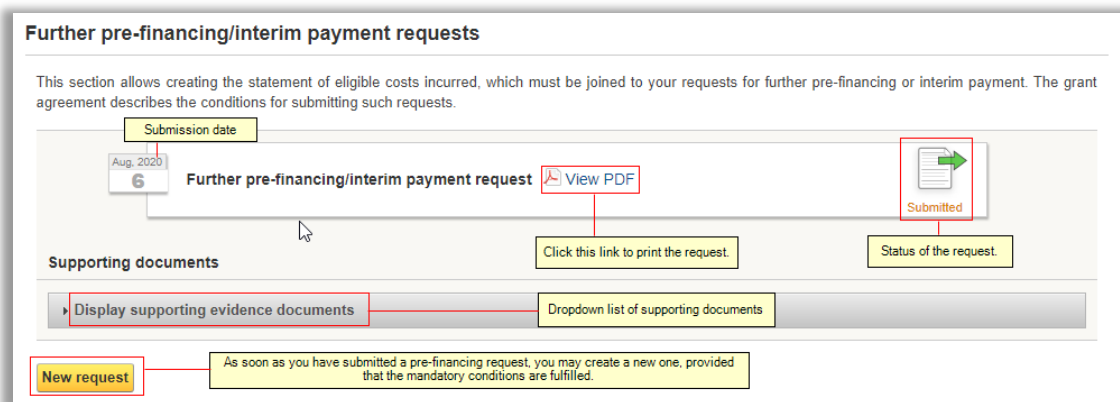 Further pre-financing/interim payment requests
This section allows creating the statement of eligible costs incurred, which must be joined to your requests for further pre-financing or interim payment. The grant
agreement describes the conditions for submitting such requests.
Submission date
Aug, 2020
6
Further pre-financing/interim payment request View PDF
Submitted
Click this link to print the request.
Status of the request.
Supporting documents
Display supporting evidence documents
Dropdown list of supporting documents
As soon as you have submitted a pre-financing request, you may create a new one, provided
that the mandatory conditions are fulfilled.
New request